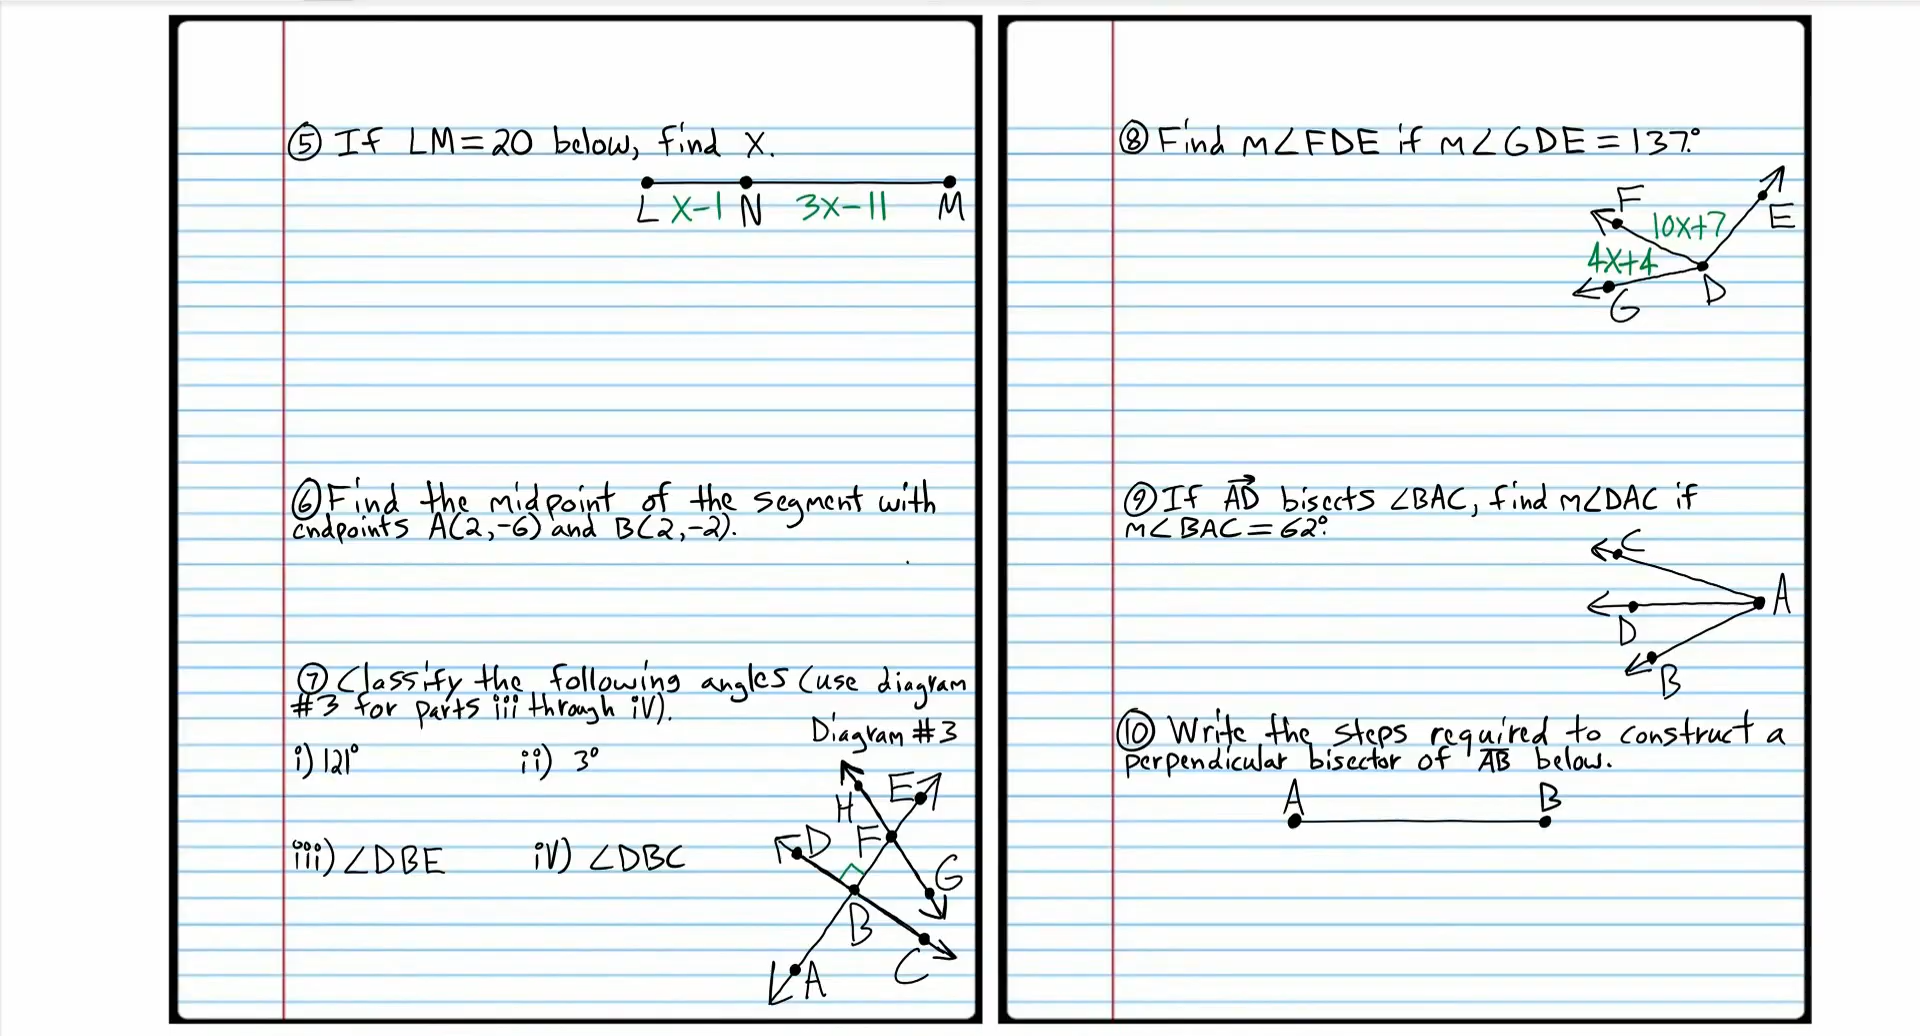 ⑤ If LM=20 below, find x.
L x-1 N 3x-11 M
⑥ Find the midpoint of the segment with
endpoints A(2,-6) and B(2,-2).
⑦ Classify the following angles (use diagram
#3 for parts iii through iv).
Diagram #3
i) 121° ii) 3°
iii) ∠DBE iv) ∠DBC
H E
D F
G
B
C
A
⑧ Find m∠FDE if m∠GDE = 137.°
F E
10x+7
4x+4
D
G
⑨ If AD⃗ bisects ∠BAC, find m∠DAC if
m∠BAC = 62.°
C
A
D
B
⑩ Write the steps required to construct a
perpendicular bisector of A̅B̅ below.
A B